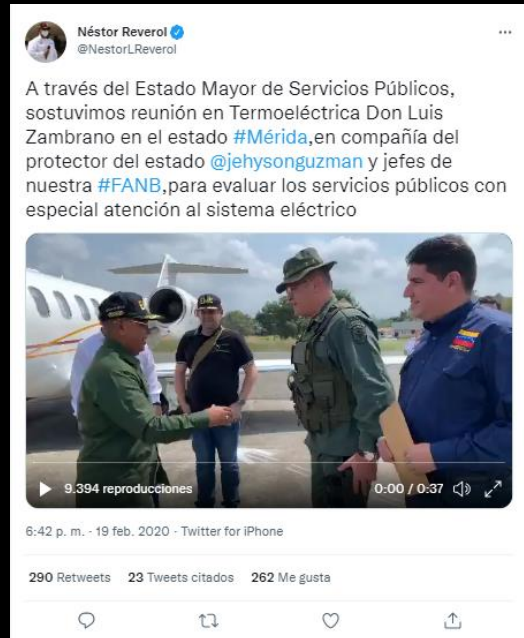 Néstor Reverol
@NestorLReverol
A través del Estado Mayor de Servicios Públicos,
sostuvimos reunión en Termoeléctrica Don Luis
Zambrano en el estado #Mérida,en compañía del
protector del estado @jehysonguzman y jefes de
nuestra #FANB,para evaluar los servicios públicos con
especial atención al sistema eléctrico
9.394 reproducciones
0:00 / 0:37
6:42 p. m. · 19 feb. 2020 · Twitter for iPhone
290 Retweets 23 Tweets citados 262 Me gusta